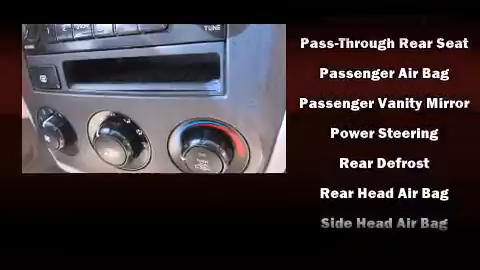 TUNE
Pass-Through Rear Seat
Passenger Air Bag
Passenger Vanity Mirror
Power Steering
Rear Defrost
Rear Head Air Bag
Side Head Air Bag